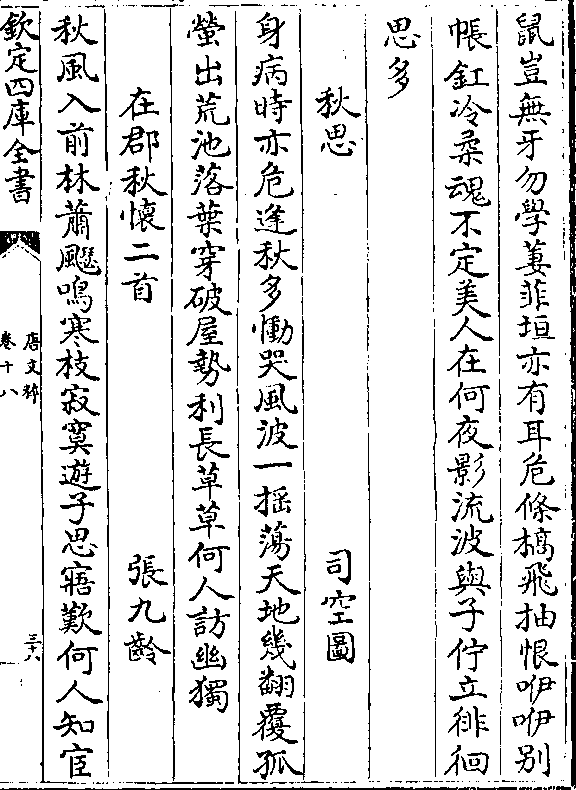 鼠豈無牙勿學萋菲垣亦有耳危條槁飛抽恨咿咿别
帳釭冷柔魂不定美人在何夜影流波與子佇立徘徊
思多
秋思 司空圖
身病時亦危逢秋多慟哭風波一揺蕩天地幾翻覆孤
螢出荒池落葉穿破屋勢利長草草何人訪幽獨
在郡秋懷二首 張九齡
秋風入前林蕭飋鳴寒枝寂寞遊子思寤歎何人知宦
欽定四庫全書
唐文粹
卷十八
三十六